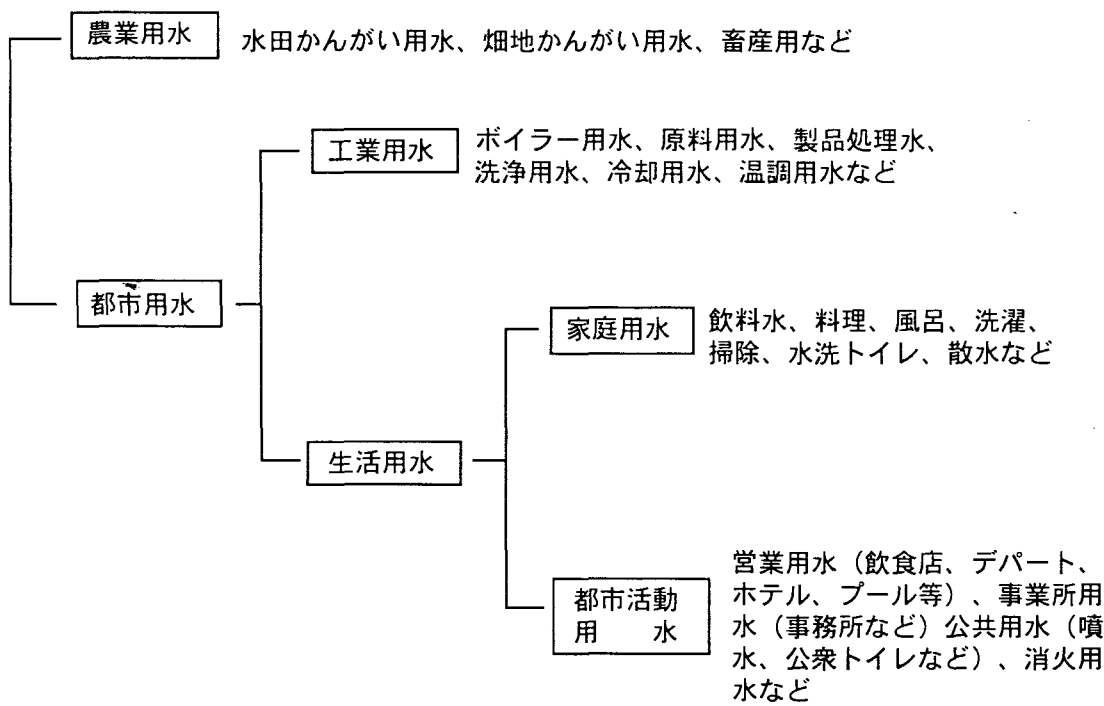 農業用水
水田かんがい用水、畑地かんがい用水、畜産用など
工業用水
ボイラー用水、原料用水、製品処理水、
洗浄用水、冷却用水、温調用水など
都市用水
家庭用水
飲料水、料理、風呂、洗濯、
掃除、水洗トイレ、散水など
生活用水
都市活動
用　　水
営業用水（飲食店、デパート、
ホテル、プール等）、事業所用
水（事務所など）公共用水（噴
水、公衆トイレなど）、消火用
水など